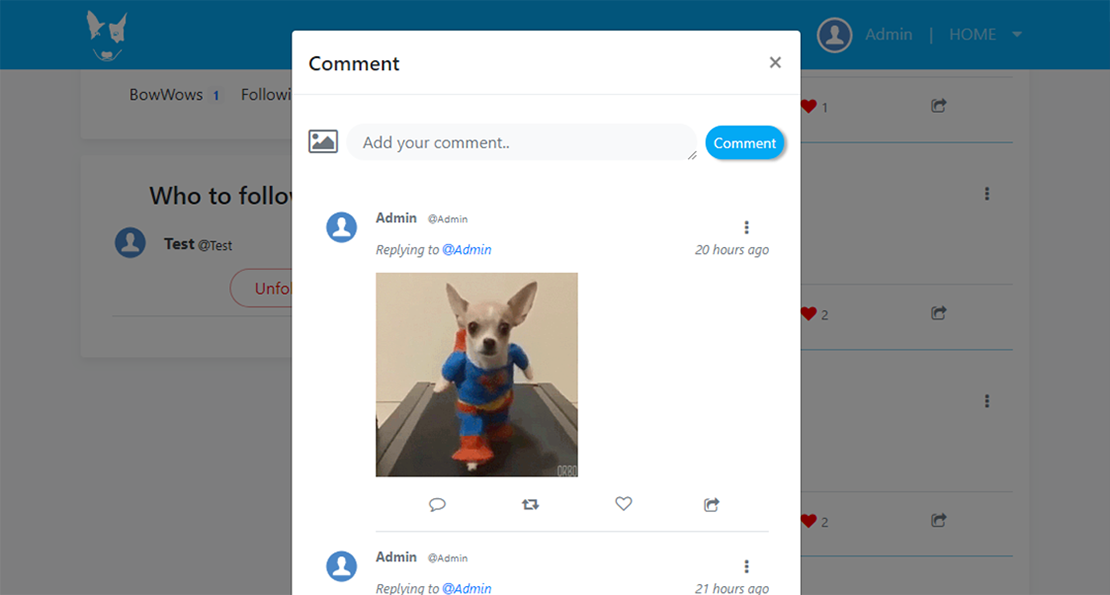 Admin | HOME
Comment ×
BowWows 1 Followi
1
Add your comment.. Comment
Who to follow
Admin @Admin
Test @Test
Replying to @Admin 20 hours ago
Unfol
2
2
Admin @Admin
Replying to @Admin 21 hours ago